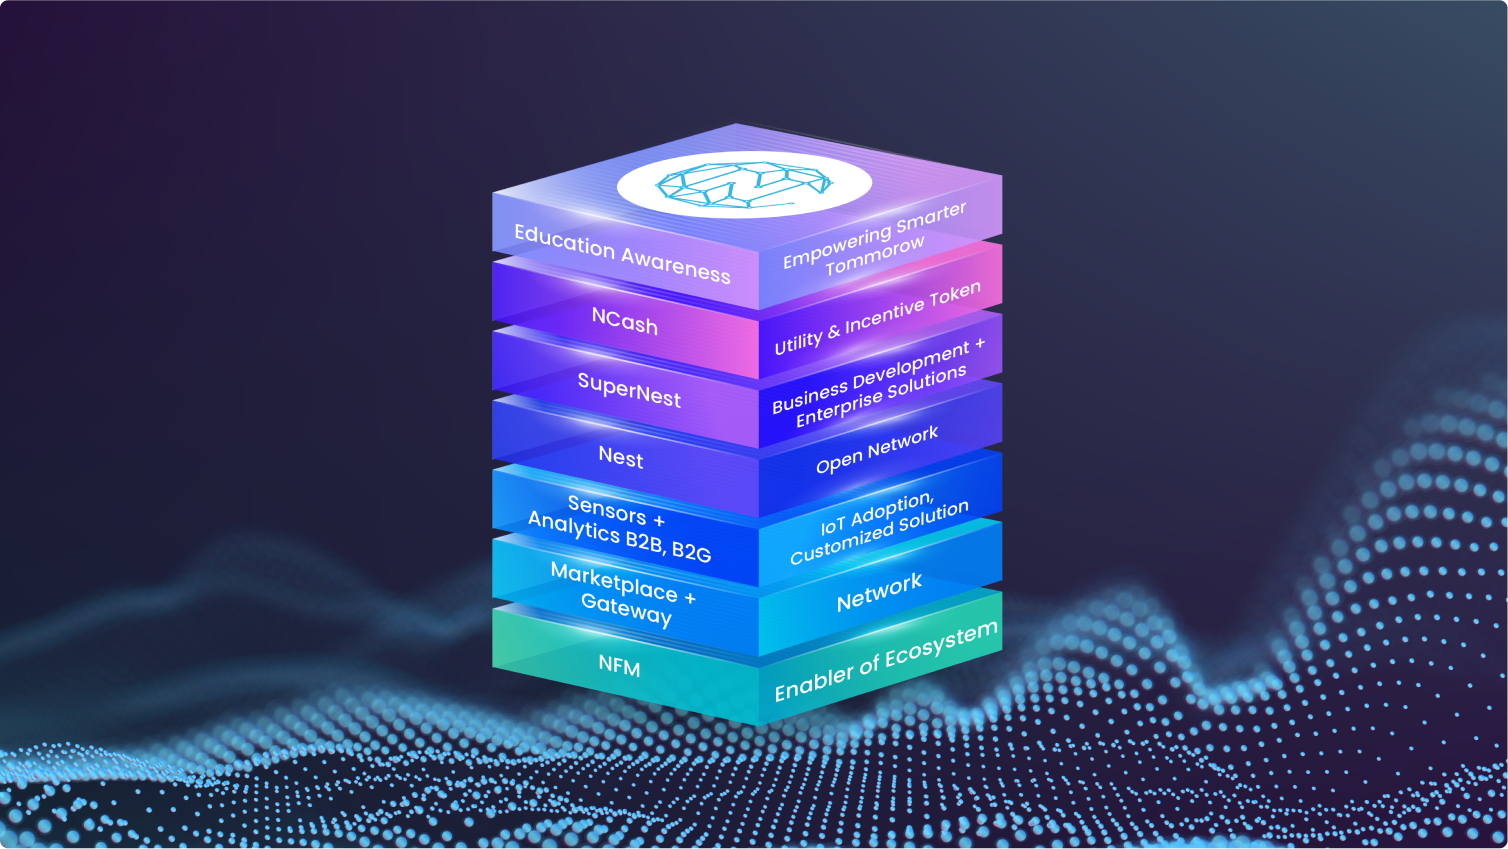 Education Awareness
Empowering Smarter
Tommorow
NCash
Utility & Incentive Token
SuperNest
Business Development +
Enterprise Solutions
Nest
Open Network
Sensors +
Analytics B2B, B2G
IoT Adoption,
Customized Solution
Marketplace +
Gateway
Network
NFM
Enabler of Ecosystem